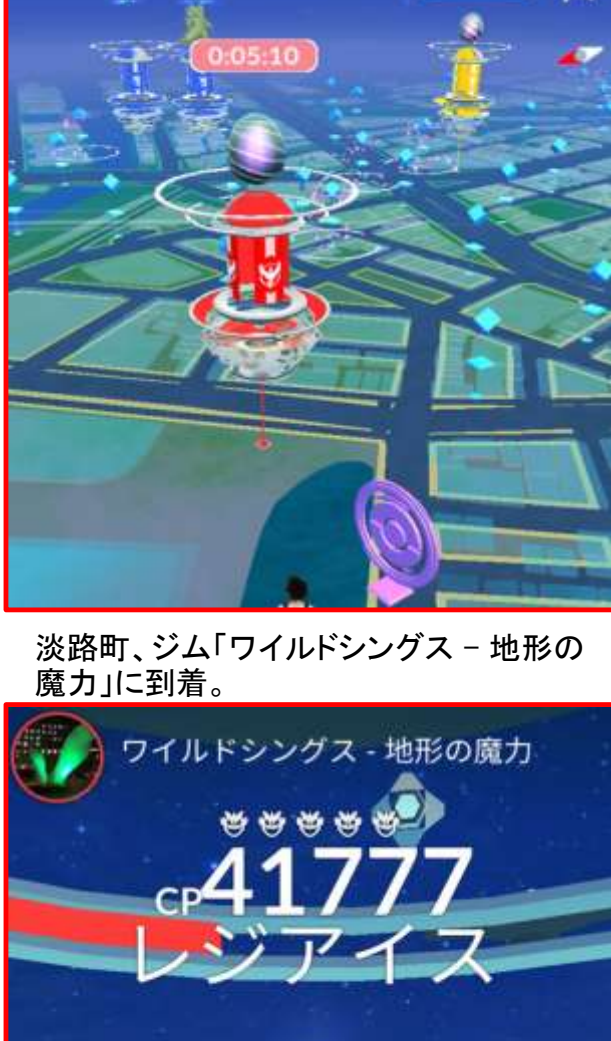 0:05:10
淡路町、ジム「ワイルドシングス – 地形の
魔力」に到着。
ワイルドシングス - 地形の魔力
CP41777
レジアイス